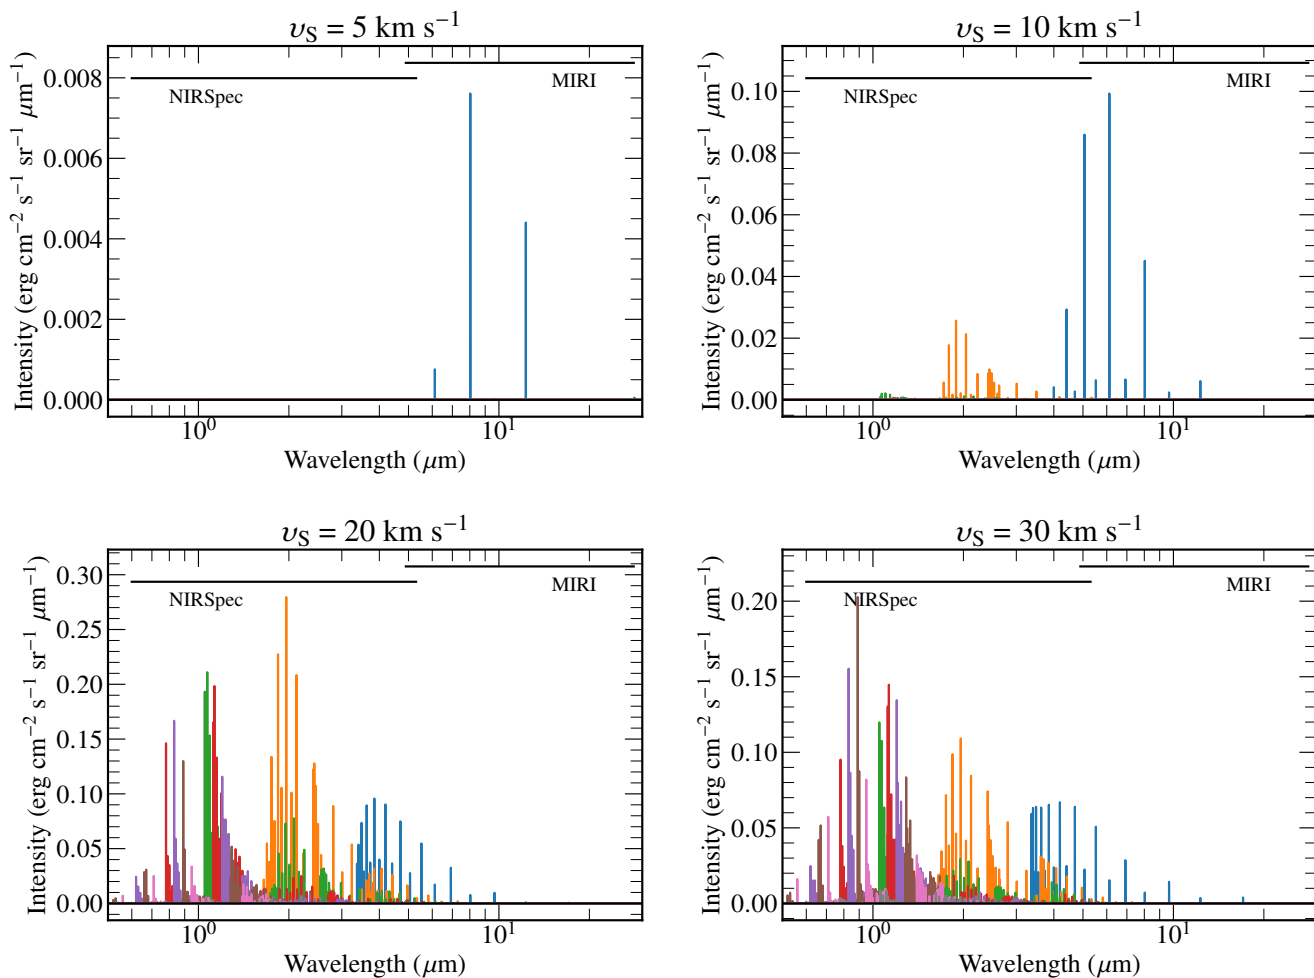 υS = 5 km s−1
Intensity (erg cm−2 s−1 sr−1 μm−1)
0.008
0.006
0.004
0.002
0.000
NIRSpec
MIRI
10^0
10^1
Wavelength (μm)
υS = 10 km s−1
Intensity (erg cm−2 s−1 sr−1 μm−1)
0.10
0.08
0.06
0.04
0.02
0.00
NIRSpec
MIRI
10^0
10^1
Wavelength (μm)
υS = 20 km s−1
Intensity (erg cm−2 s−1 sr−1 μm−1)
0.30
0.25
0.20
0.15
0.10
0.05
0.00
NIRSpec
MIRI
10^0
10^1
Wavelength (μm)
υS = 30 km s−1
Intensity (erg cm−2 s−1 sr−1 μm−1)
0.20
0.15
0.10
0.05
0.00
NIRSpec
MIRI
10^0
10^1
Wavelength (μm)